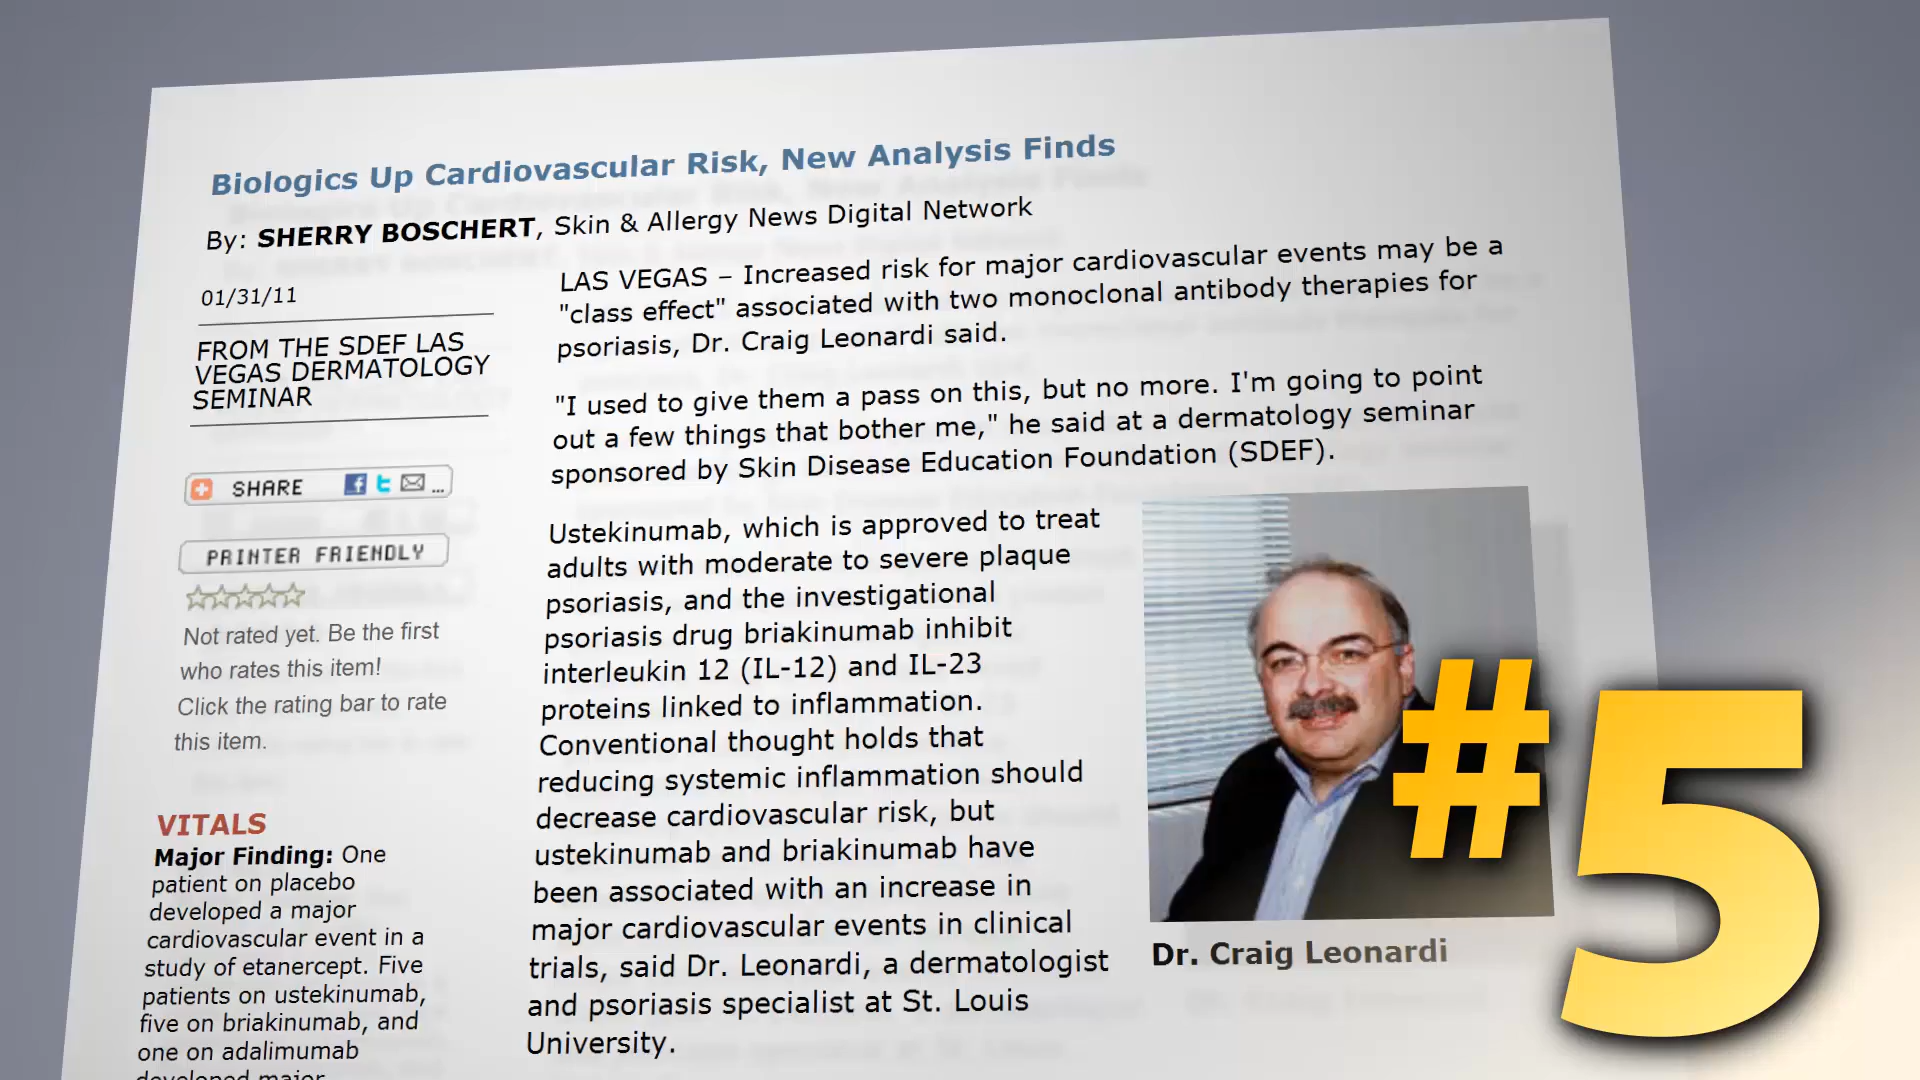 Biologics Up Cardiovascular Risk, New Analysis Finds
By: SHERRY BOSCHERT, Skin & Allergy News Digital Network
01/31/11
FROM THE SDEF LAS
VEGAS DERMATOLOGY
SEMINAR
SHARE ...
PRINTER FRIENDLY
Not rated yet. Be the first
who rates this item!
Click the rating bar to rate
this item.
VITALS
Major Finding: One
patient on placebo
developed a major
cardiovascular event in a
study of etanercept. Five
patients on ustekinumab,
five on briakinumab, and
one on adalimumab
developed major
LAS VEGAS – Increased risk for major cardiovascular events may be a
"class effect" associated with two monoclonal antibody therapies for
psoriasis, Dr. Craig Leonardi said.
"I used to give them a pass on this, but no more. I'm going to point
out a few things that bother me," he said at a dermatology seminar
sponsored by Skin Disease Education Foundation (SDEF).
Ustekinumab, which is approved to treat
adults with moderate to severe plaque
psoriasis, and the investigational
psoriasis drug briakinumab inhibit
interleukin 12 (IL-12) and IL-23
proteins linked to inflammation.
Conventional thought holds that
reducing systemic inflammation should
decrease cardiovascular risk, but
ustekinumab and briakinumab have
been associated with an increase in
major cardiovascular events in clinical
trials, said Dr. Leonardi, a dermatologist
and psoriasis specialist at St. Louis
University.
Dr. Craig Leonardi
#5